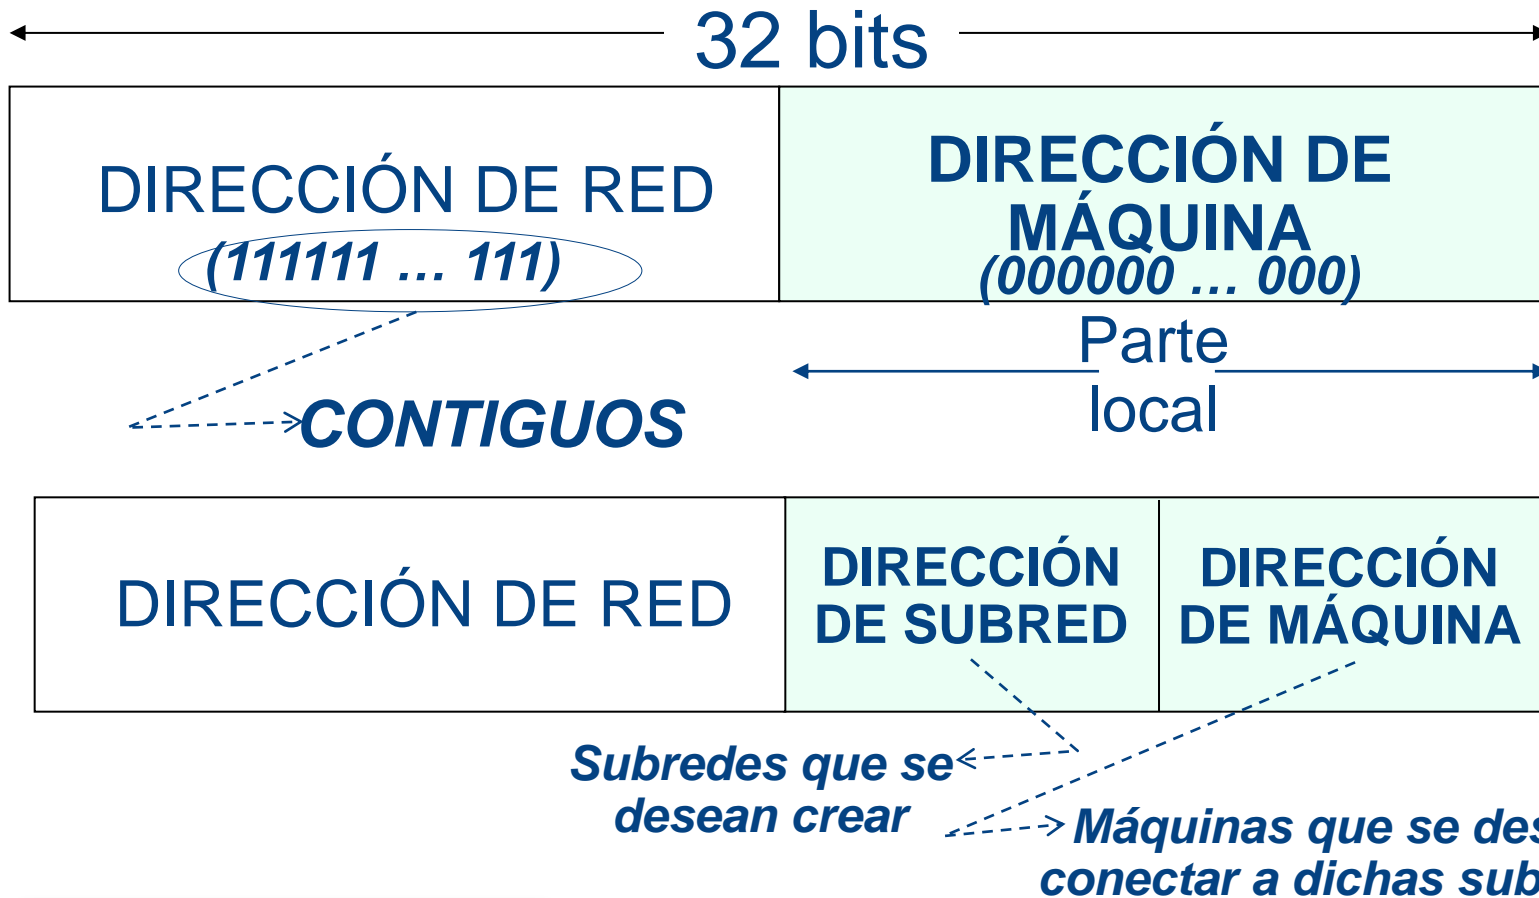 32 bits
DIRECCIÓN DE RED
(111111 ... 111)
DIRECCIÓN DE
MÁQUINA
(000000 ... 000)
Parte
local
CONTIGUOS
DIRECCIÓN DE RED
DIRECCIÓN
DE SUBRED
DIRECCIÓN
DE MÁQUINA
Subredes que se
desean crear
Máquinas que se
conectar a dichas